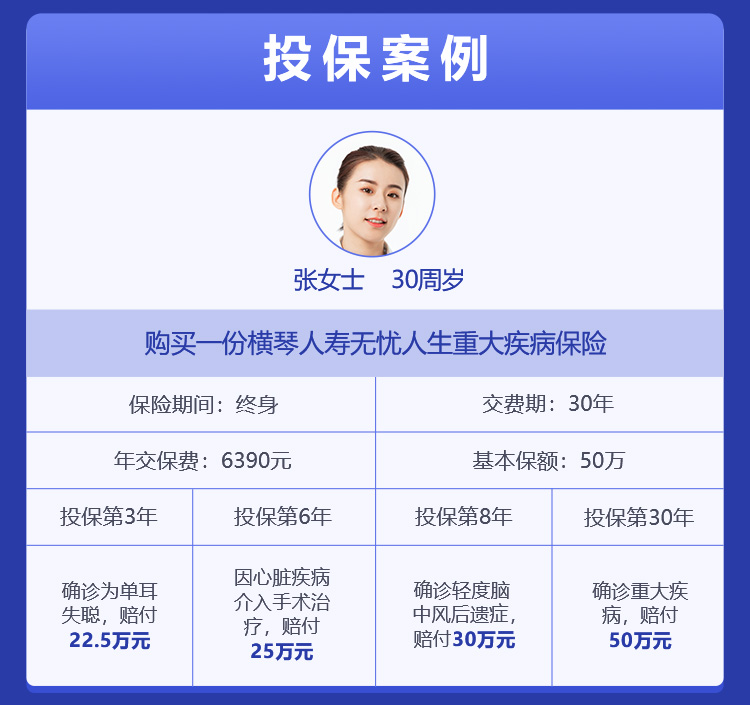 投保案例
张女士 30周岁
购买一份横琴人寿无忧人生重大疾病保险
保险期间：终身
交费期：30年
年交保费：6390元
基本保额：50万
投保第3年
投保第6年
投保第8年
投保第30年
确诊为单耳
失聪，赔付
22.5万元
因心脏疾病
介入手术治
疗，赔付
25万元
确诊轻度脑
中风后遗症，
赔付30万元
确诊重大疾
病，赔付
50万元